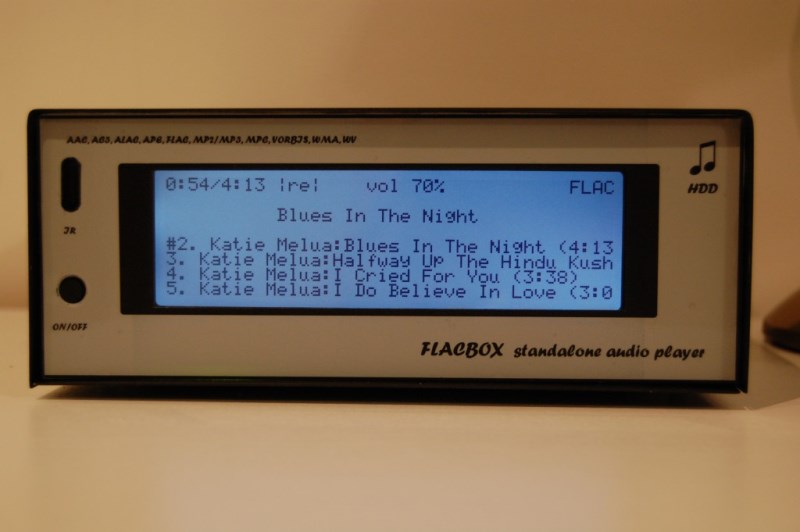 AAC, AC3, ALAC, APE, FLAC, MP2/MP3, MPC, VORBIS, WMA, WV
HDD
IR
ON/OFF
0:54/4:13 |re| vol 70% FLAC
Blues In The Night
#2. Katie Melua:Blues In The Night (4:13
3. Katie Melua:Halfway Up The Hindu Kush
4. Katie Melua:I Cried For You (3:38)
5. Katie Melua:I Do Believe In Love (3:0
FLACBOX standalone audio player